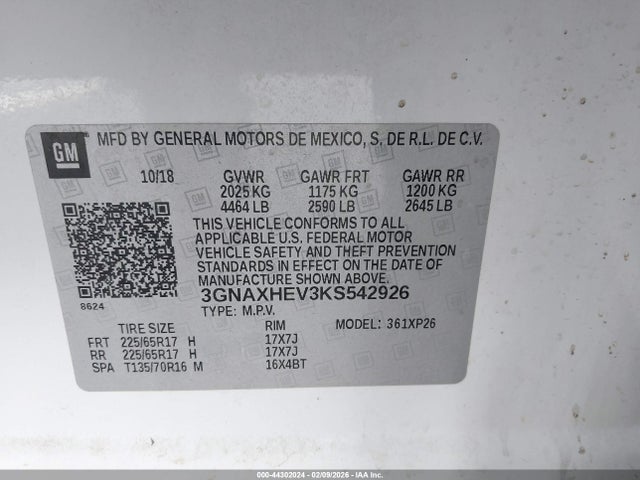 GM
MFD BY GENERAL MOTORS DE MEXICO, S. DE R.L. DE C.V.
10/18 GVWR GAWR FRT GAWR RR
2025 KG 1175 KG 1200 KG
4464 LB 2590 LB 2645 LB
THIS VEHICLE CONFORMS TO ALL
APPLICABLE U.S. FEDERAL MOTOR
VEHICLE SAFETY AND THEFT PREVENTION
STANDARDS IN EFFECT ON THE DATE OF
MANUFACTURE SHOWN ABOVE.
3GNAXHEV3KS542926
8624
TYPE: M.P.V.
TIRE SIZE RIM MODEL: 361XP26
FRT 225/65R17 H 17X7J
RR 225/65R17 H 17X7J
SPA T135/70R16 M 16X4BT
000-44302024 - 02/09/2026 - IAA Inc.